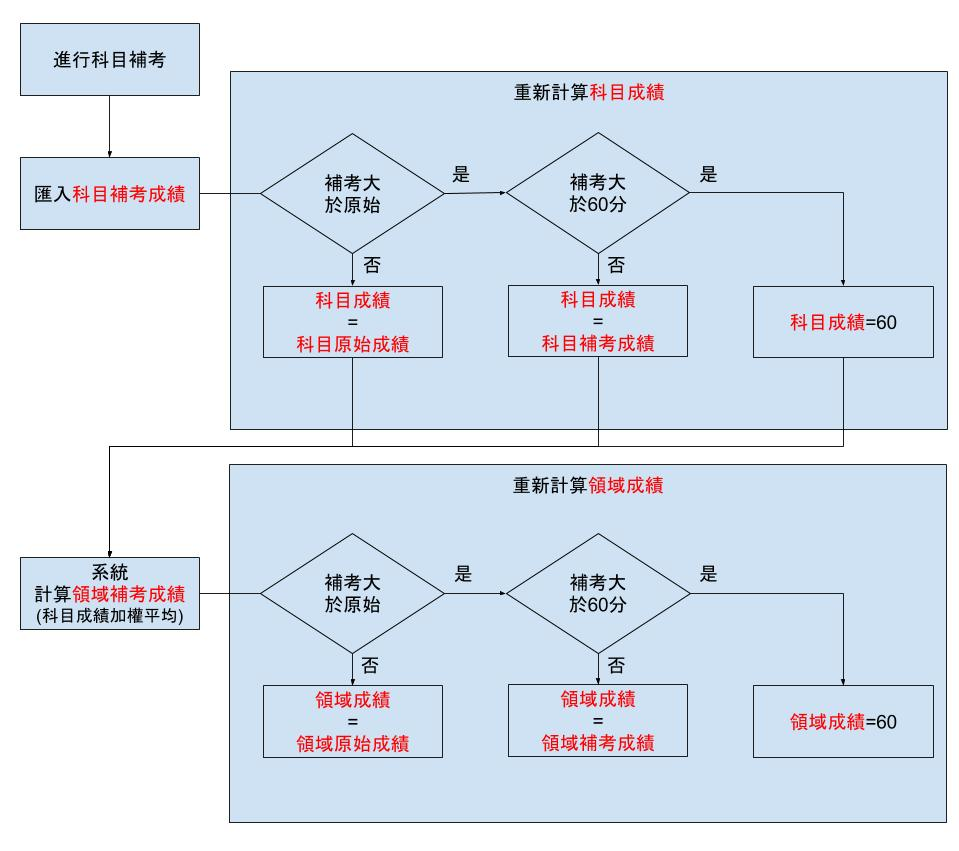 進行科目補考
重新計算科目成績
匯入科目補考成績
補考大
於原始
是
補考大
於60分
是
否
否
科目成績
=
科目原始成績
科目成績
=
科目補考成績
科目成績=60
重新計算領域成績
系統
計算領域補考成績
(科目成績加權平均)
補考大
於原始
是
補考大
於60分
是
否
否
領域成績
=
領域原始成績
領域成績
=
領域補考成績
領域成績=60